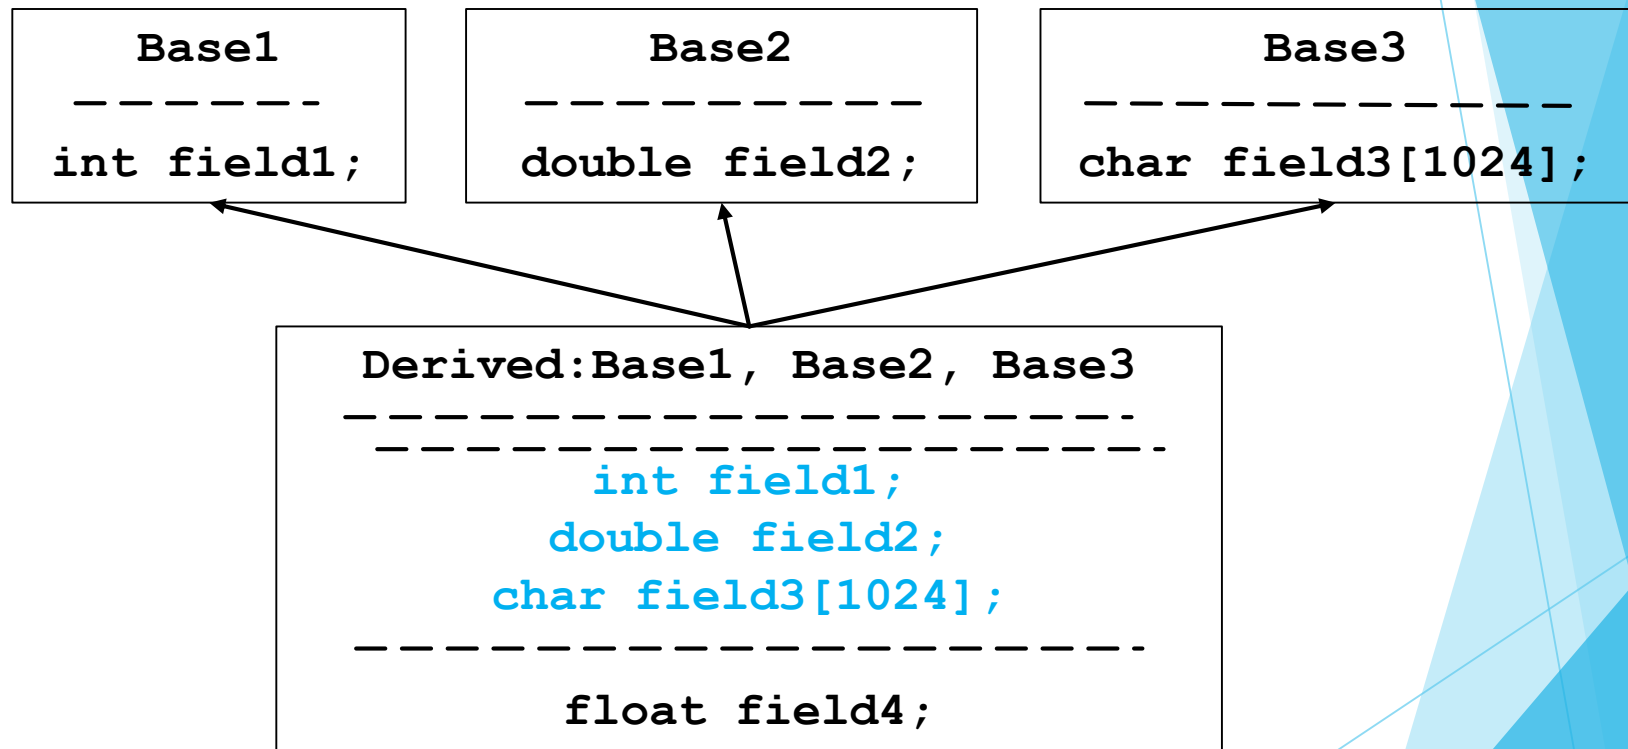 Base1
int field1;
Base2
double field2;
Base3
char field3[1024];
Derived:Base1, Base2, Base3
int field1;
double field2;
char field3[1024];
float field4;